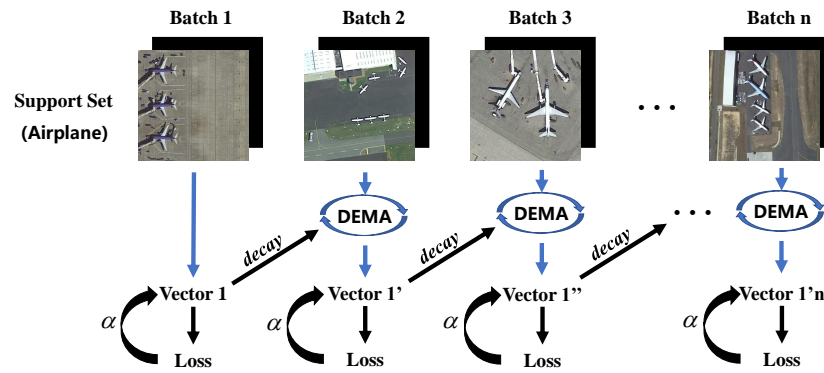 Batch 1 Batch 2 Batch 3 Batch n
Support Set
(Airplane)
DEMA DEMA DEMA
decay decay decay
Vector 1 Vector 1' Vector 1'' Vector 1'n
α α α α
Loss Loss Loss Loss